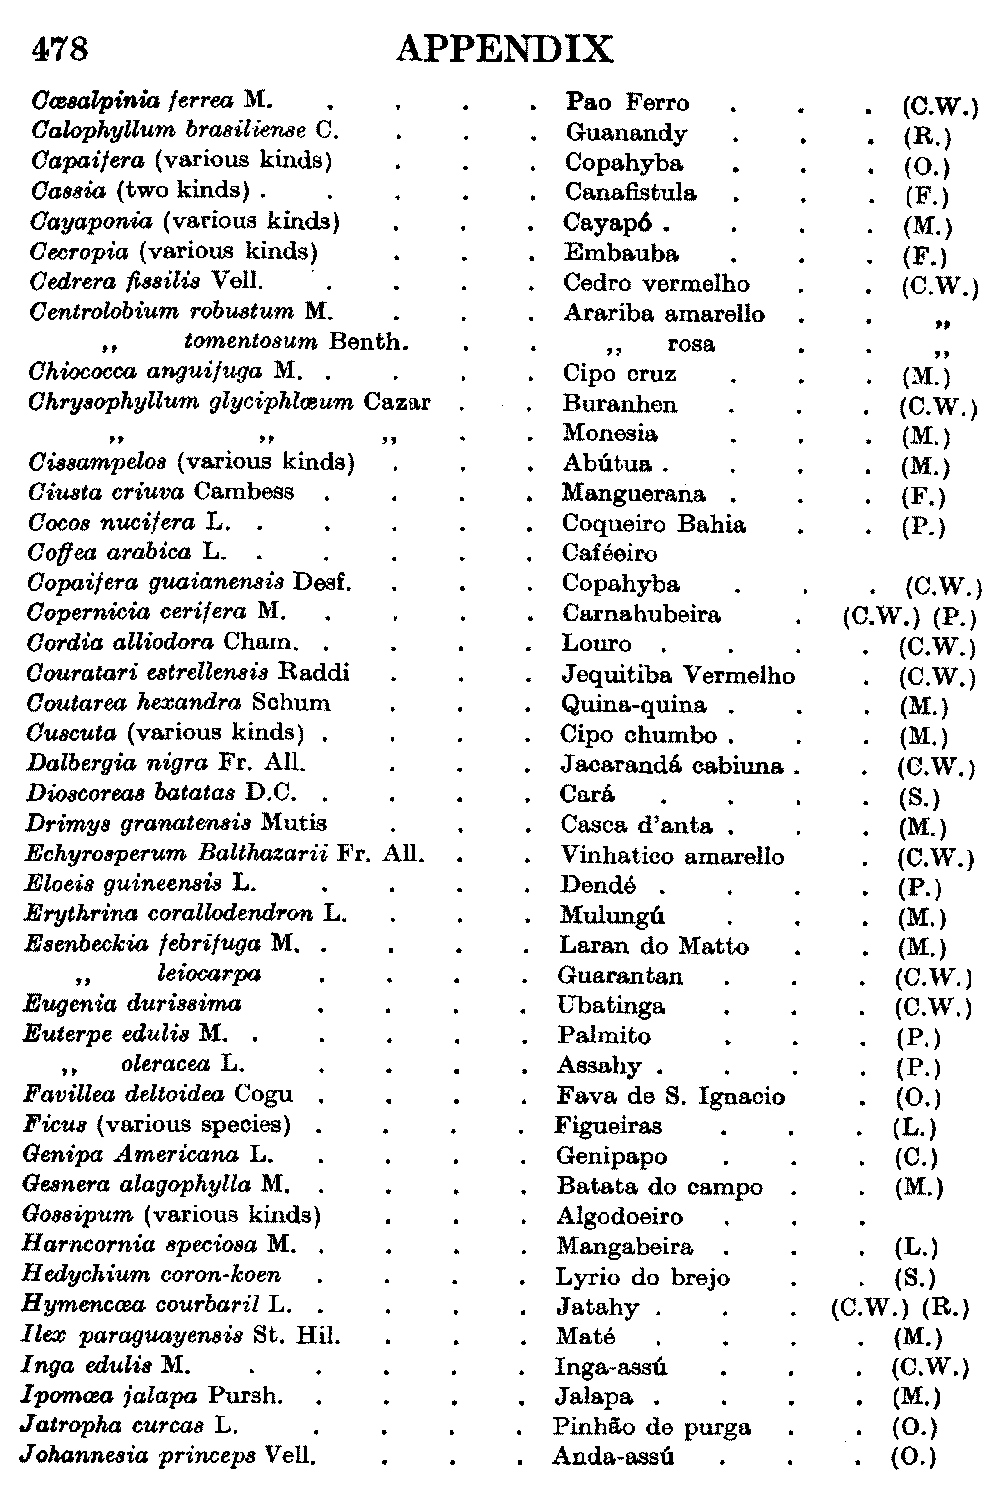 478 APPENDIX
Cæsalpinia ferrea M. . . . . Pao Ferro . . . (C.W.)
Calophyllum brasiliense C. . . . Guanandy . . . (R.)
Capaifera (various kinds) . . . Copahyba . . . (O.)
Cassia (two kinds) . . . . . Canafistula . . . (F.)
Cayaponia (various kinds) . . . Cayapó . . . . (M.)
Cecropia (various kinds) . . . Embauba . . . (F.)
Cedrera fissilis Vell. . . . . Cedro vermelho . . (C.W.)
Centrolobium robustum M. . . . Arariba amarello . . „
„ tomentosum Benth. . . „ rosa . . „
Chiococca anguifuga M. . . . . Cipo cruz . . . (M.)
Chrysophyllum glyciphlœum Cazar . . Buranhen . . . (C.W.)
„ „ „ . . Monesia . . . (M.)
Cissampelos (various kinds) . . . Abútua . . . . (M.)
Ciusta criuva Cambess . . . . Manguerana . . . (F.)
Cocos nucifera L. . . . . . Coqueiro Bahia . . (P.)
Coffea arabica L. . . . . . Caféeiro
Copaifera guaianensis Desf. . . . Copahyba . . . (C.W.)
Copernicia cerifera M. . . . . Carnahubeira . . (C.W.) (P.)
Cordia alliodora Cham. . . . . Louro . . . . (C.W.)
Couratari estrellensis Raddi . . . Jequitiba Vermelho . (C.W.)
Coutarea hexandra Schum . . . Quina-quina . . . (M.)
Cuscuta (various kinds) . . . . Cipo chumbo . . . (M.)
Dalbergia nigra Fr. All. . . . Jacarandá cabiuna . . (C.W.)
Dioscoreas batatas D.C. . . . . Cará . . . . (S.)
Drimys granatensis Mutis . . . Casca d'anta . . . (M.)
Echyrosperum Balthazarii Fr. All. . . Vinhatico amarello . (C.W.)
Eloeis guineensis L. . . . . Dendé . . . . (P.)
Erythrina corallodendron L. . . . Mulungú . . . (M.)
Esenbeckia febrifuga M. . . . . Laran do Matto . . (M.)
„ leiocarpa . . . . Guarantan . . . (C.W.)
Eugenia durissima . . . . Ubatinga . . . (C.W.)
Euterpe edulis M. . . . . . Palmito . . . (P.)
„ oleracea L. . . . . Assahy . . . . (P.)
Favillea deltoidea Cogu . . . . Fava de S. Ignacio . (O.)
Ficus (various species) . . . . Figueiras . . . (L.)
Genipa Americana L. . . . . Genipapo . . . (C.)
Gesnera alagophylla M. . . . . Batata do campo . . (M.)
Gossipum (various kinds) . . . Algodoeiro . . .
Harncornia speciosa M. . . . . Mangabeira . . . (L.)
Hedychium coron-koen . . . . Lyrio do brejo . . (S.)
Hymencœa courbaril L. . . . . Jatahy . . . (C.W.) (R.)
Ilex paraguayensis St. Hil. . . . Maté . . . . (M.)
Inga edulis M. . . . . . Inga-assú . . . (C.W.)
Ipomœa jalapa Pursh. . . . . Jalapa . . . . (M.)
Jatropha curcas L. . . . . Pinhão de purga . . (O.)
Johannesia princeps Vell. . . . Anda-assú . . . (O.)